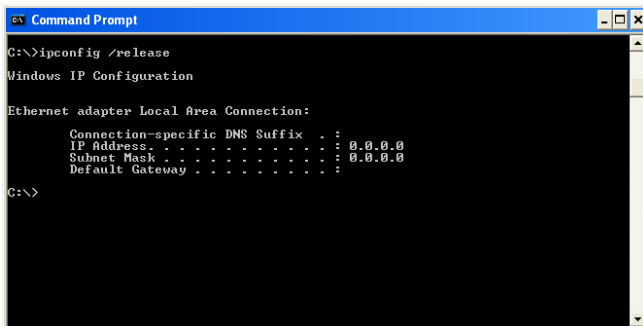 Command Prompt
C:\>ipconfig /release
Windows IP Configuration
Ethernet adapter Local Area Connection:
Connection-specific DNS Suffix  . :
IP Address. . . . . . . . . . . . : 0.0.0.0
Subnet Mask . . . . . . . . . . . : 0.0.0.0
Default Gateway . . . . . . . . . :
C:\>